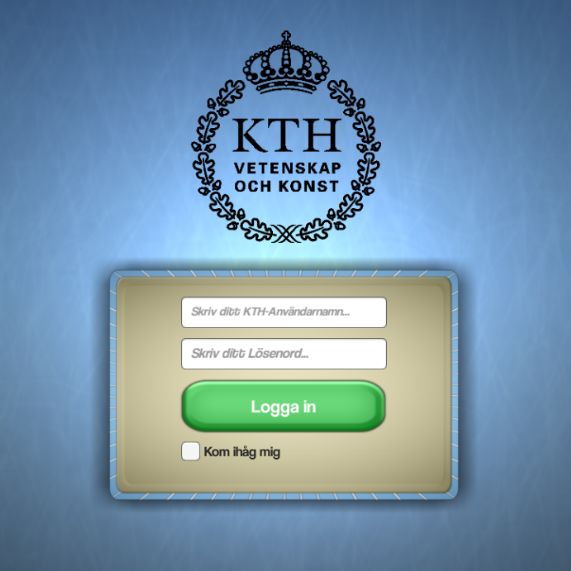 KTH
VETENSKAP
OCH KONST
Skriv ditt KTH-Användarnamn...
Skriv ditt Lösenord...
Logga in
Kom ihåg mig